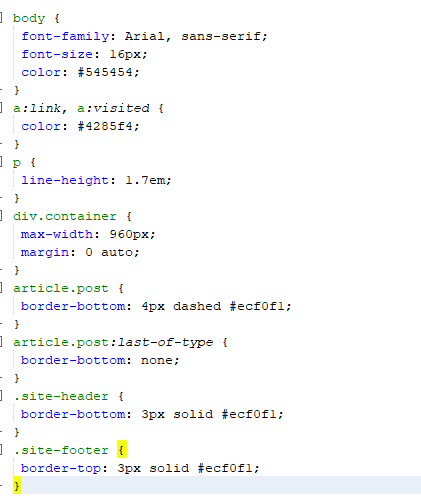 body {
font-family: Arial, sans-serif;
font-size: 16px;
color: #545454;
}
a:link, a:visited {
color: #4285f4;
}
p {
line-height: 1.7em;
}
div.container {
max-width: 960px;
margin: 0 auto;
}
article.post {
border-bottom: 4px dashed #ecf0f1;
}
article.post:last-of-type {
border-bottom: none;
}
.site-header {
border-bottom: 3px solid #ecf0f1;
}
.site-footer {
border-top: 3px solid #ecf0f1;
}